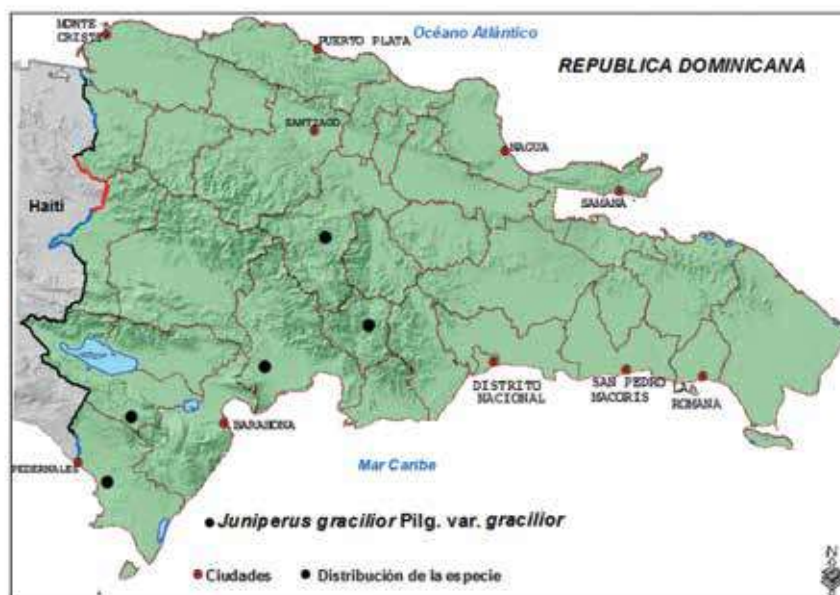 MONTE
CRISTI
PUERTO PLATA
Océano Atlántico
REPUBLICA DOMINICANA
SANTIAGO
NAGUA
SAMANA
Haití
DISTRITO
NACIONAL
SAN PEDRO
MACORIS
LA
ROMANA
BARAHONA
Mar Caribe
PEDERNALES
Juniperus gracilior Pilg. var. gracilior
Ciudades
Distribución de la especie
N